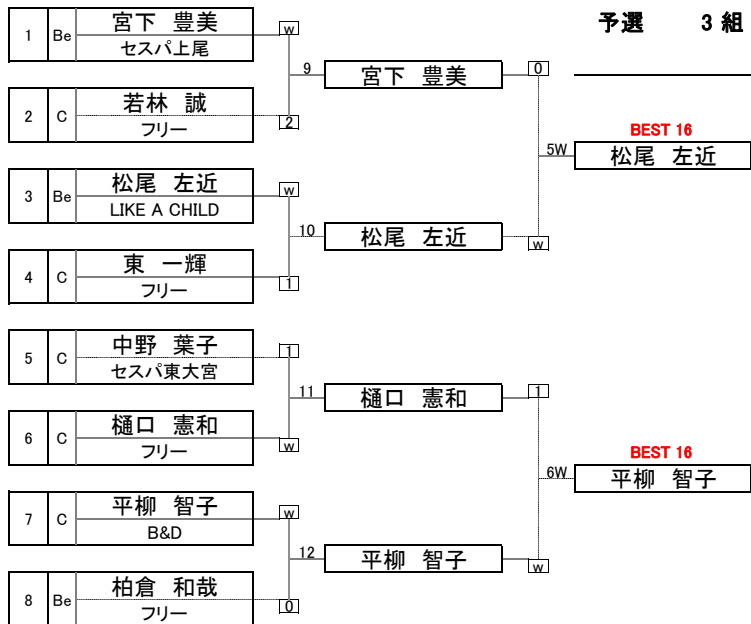 予選 3 組
1 Be 宮下 豊美
セスパ上尾
w
9 宮下 豊美 0
2 C 若林 誠
フリー
2
BEST 16
5W 松尾 左近
3 Be 松尾 左近
LIKE A CHILD
w
10 松尾 左近 w
4 C 東 一輝
フリー
1
5 C 中野 葉子
セスパ東大宮
1
11 樋口 憲和 1
6 C 樋口 憲和
フリー
w
BEST 16
6W 平柳 智子
7 C 平柳 智子
B&D
w
12 平柳 智子 w
8 Be 柏倉 和哉
フリー
0